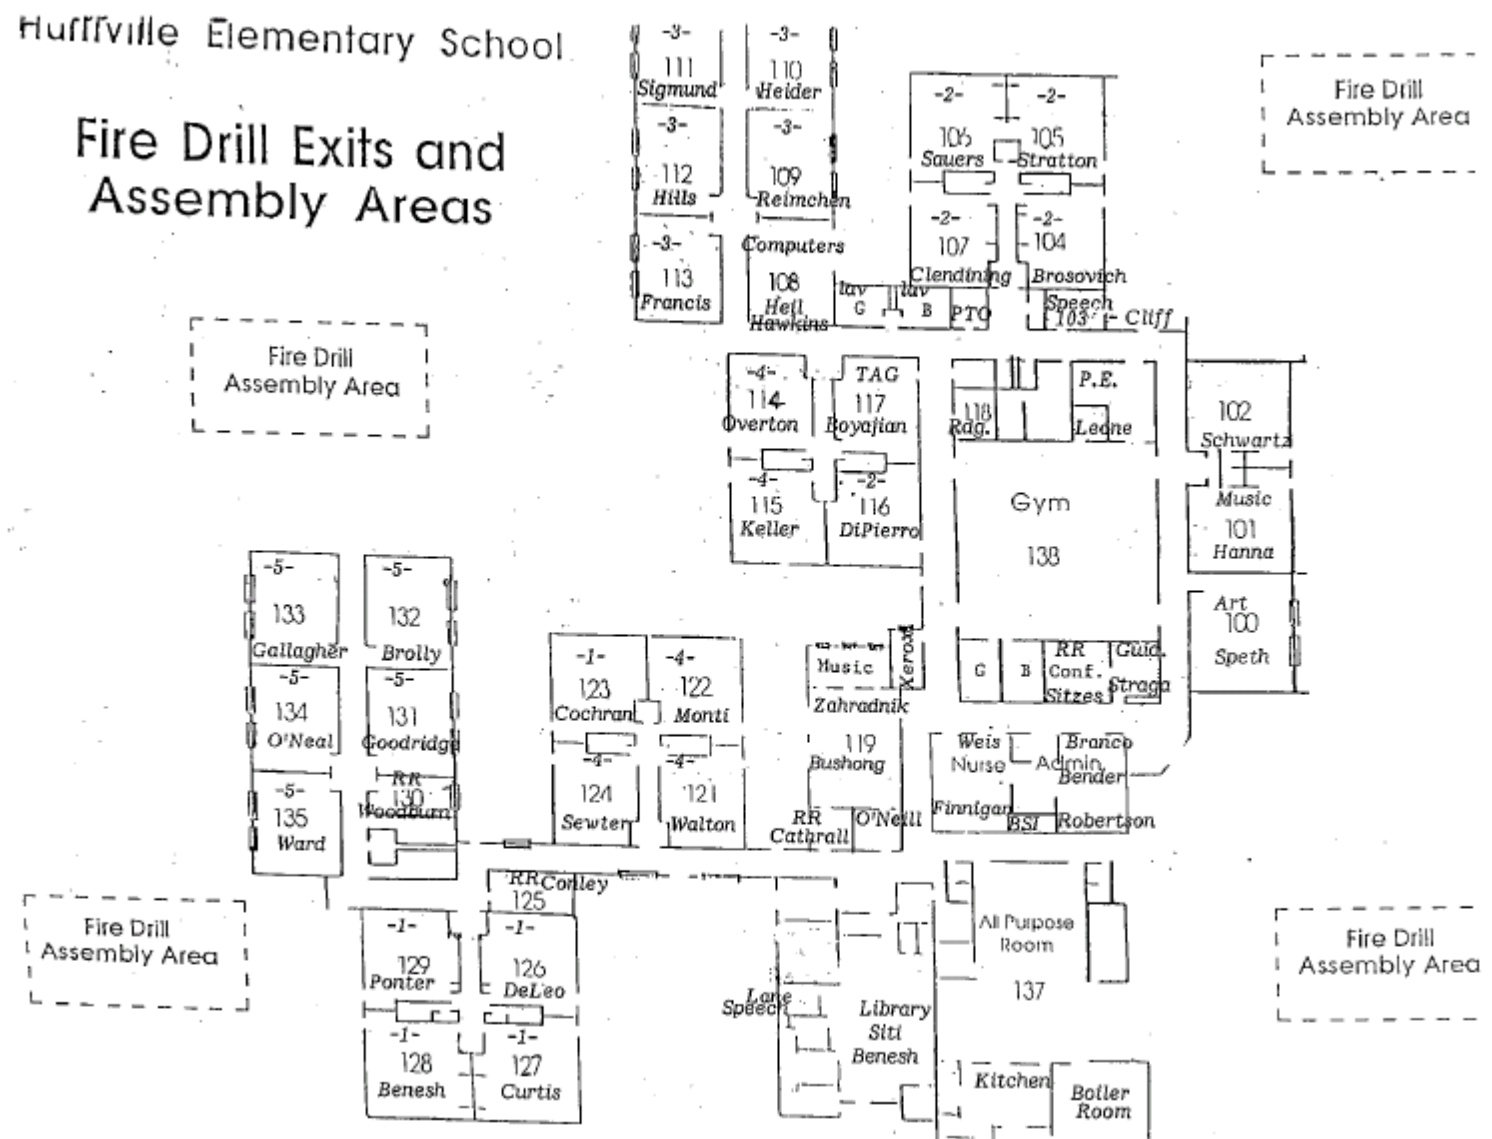 Hurffville Elementary School
Fire Drill Exits and
Assembly Areas
-3-
111
Sigmund
-3-
110
Heider
-3-
112
Hills
-3-
109
Reimchen
-3-
113
Francis
Computers
108
Heil
Hawkins
lav
G
lav
B
PTO
-2-
106
Sauers
-2-
105
Stratton
-2-
107
Clendining
-2-
104
Brosovich
Speech
103 - Cliff
Fire Drill
Assembly Area
Fire Drill
Assembly Area
-4-
114
Overton
TAG
117
Boyajian
-4-
115
Keller
-2-
116
DiPierro
118
Rag.
P.E.
Leone
Gym
138
102
Schwartz
Music
101
Hanna
Art
100
Speth
G
B
RR
Conf.
Sitzes
Guid.
Straga
-5-
133
Gallagher
-5-
132
Brolly
-5-
134
O'Neal
-5-
131
Goodridge
-5-
135
Ward
RR
130
Woodburn
-1-
123
Cochran
-4-
122
Monti
-4-
124
Sewter
-4-
121
Walton
Music
Xerox
Zahradnik
119
Bushong
RR
Cathrall
O'Neill
Weis
Nurse
Finnigan
Branco
Admin.
Bender
BSI
Robertson
Fire Drill
Assembly Area
RR Conley
125
-1-
129
Ponter
-1-
126
DeLeo
-1-
128
Benesh
-1-
127
Curtis
Lane
Speech
Library
Siti
Benesh
All Purpose
Room
137
Kitchen
Boiler
Room
Fire Drill
Assembly Area